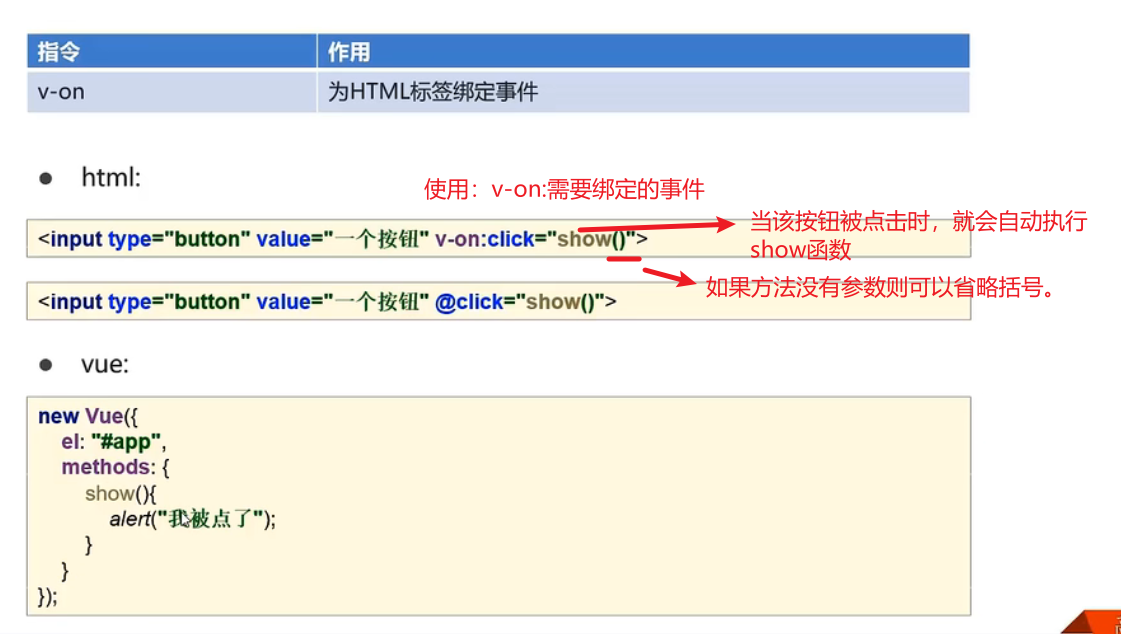 指令 作用
v-on 为HTML标签绑定事件
● html:
使用：v-on:需要绑定的事件
<input type="button" value="一个按钮" v-on:click="show()">
当该按钮被点击时，就会自动执行
show函数
如果方法没有参数则可以省略括号。
<input type="button" value="一个按钮" @click="show()">
● vue:
new Vue({
el: "#app",
methods: {
show(){
alert("我被点了");
}
}
});